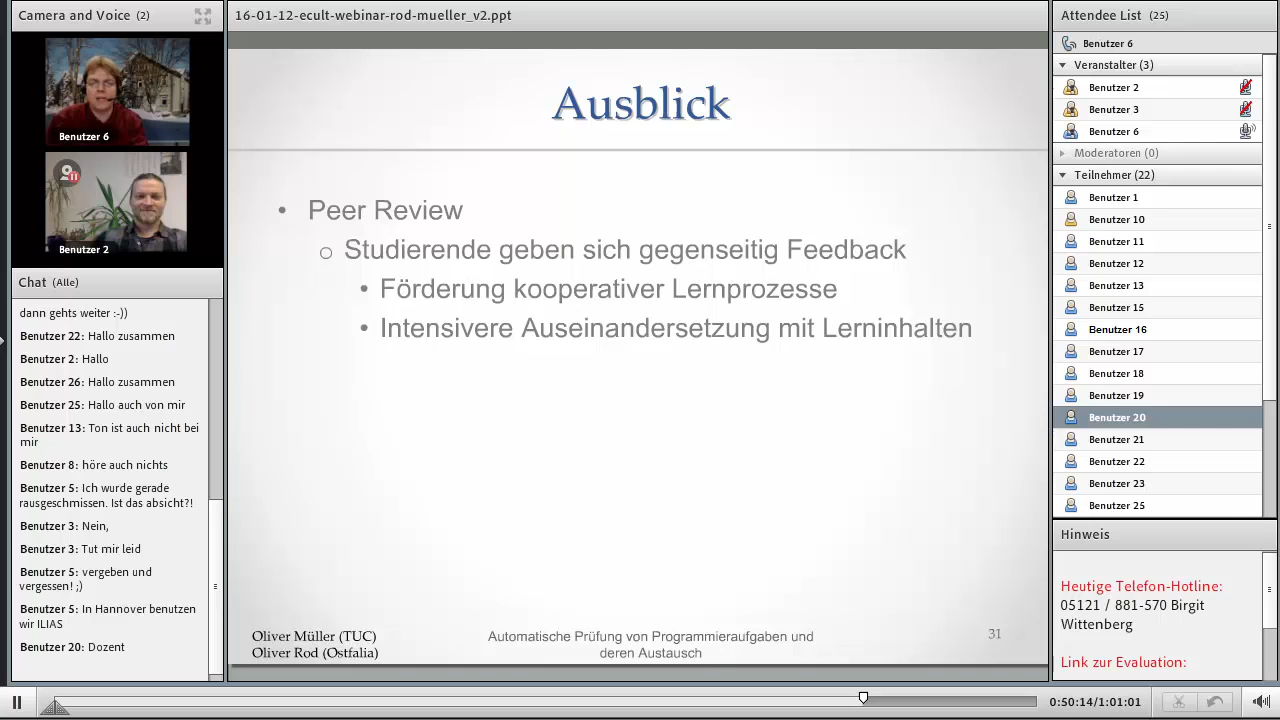 Camera and Voice (2)
Benutzer 6
Benutzer 2
Chat (Alle)
dann gehts weiter :-))
Benutzer 22: Hallo zusammen
Benutzer 2: Hallo
Benutzer 26: Hallo zusammen
Benutzer 25: Hallo auch von mir
Benutzer 13: Ton ist auch nicht bei
mir
Benutzer 8: höre auch nichts
Benutzer 5: Ich wurde gerade
rausgeschmissen. Ist das absicht?!
Benutzer 3: Nein,
Benutzer 3: Tut mir leid
Benutzer 5: vergeben und
vergessen! ;)
Benutzer 5: In Hannover benutzen
wir ILIAS
Benutzer 20: Dozent
16-01-12-ecult-webinar-rod-mueller_v2.ppt
Ausblick
• Peer Review
o Studierende geben sich gegenseitig Feedback
• Förderung kooperativer Lernprozesse
• Intensivere Auseinandersetzung mit Lerninhalten
Oliver Müller (TUC)
Oliver Rod (Ostfalia)
Automatische Prüfung von Programmieraufgaben und
deren Austausch
31
Attendee List (25)
Benutzer 6
Veranstalter (3)
Benutzer 2
Benutzer 3
Benutzer 6
Moderatoren (0)
Teilnehmer (22)
Benutzer 1
Benutzer 10
Benutzer 11
Benutzer 12
Benutzer 13
Benutzer 15
Benutzer 16
Benutzer 17
Benutzer 18
Benutzer 19
Benutzer 20
Benutzer 21
Benutzer 22
Benutzer 23
Benutzer 25
Hinweis
Heutige Telefon-Hotline:
05121 / 881-570 Birgit
Wittenberg
Link zur Evaluation:
0:50:14/1:01:01